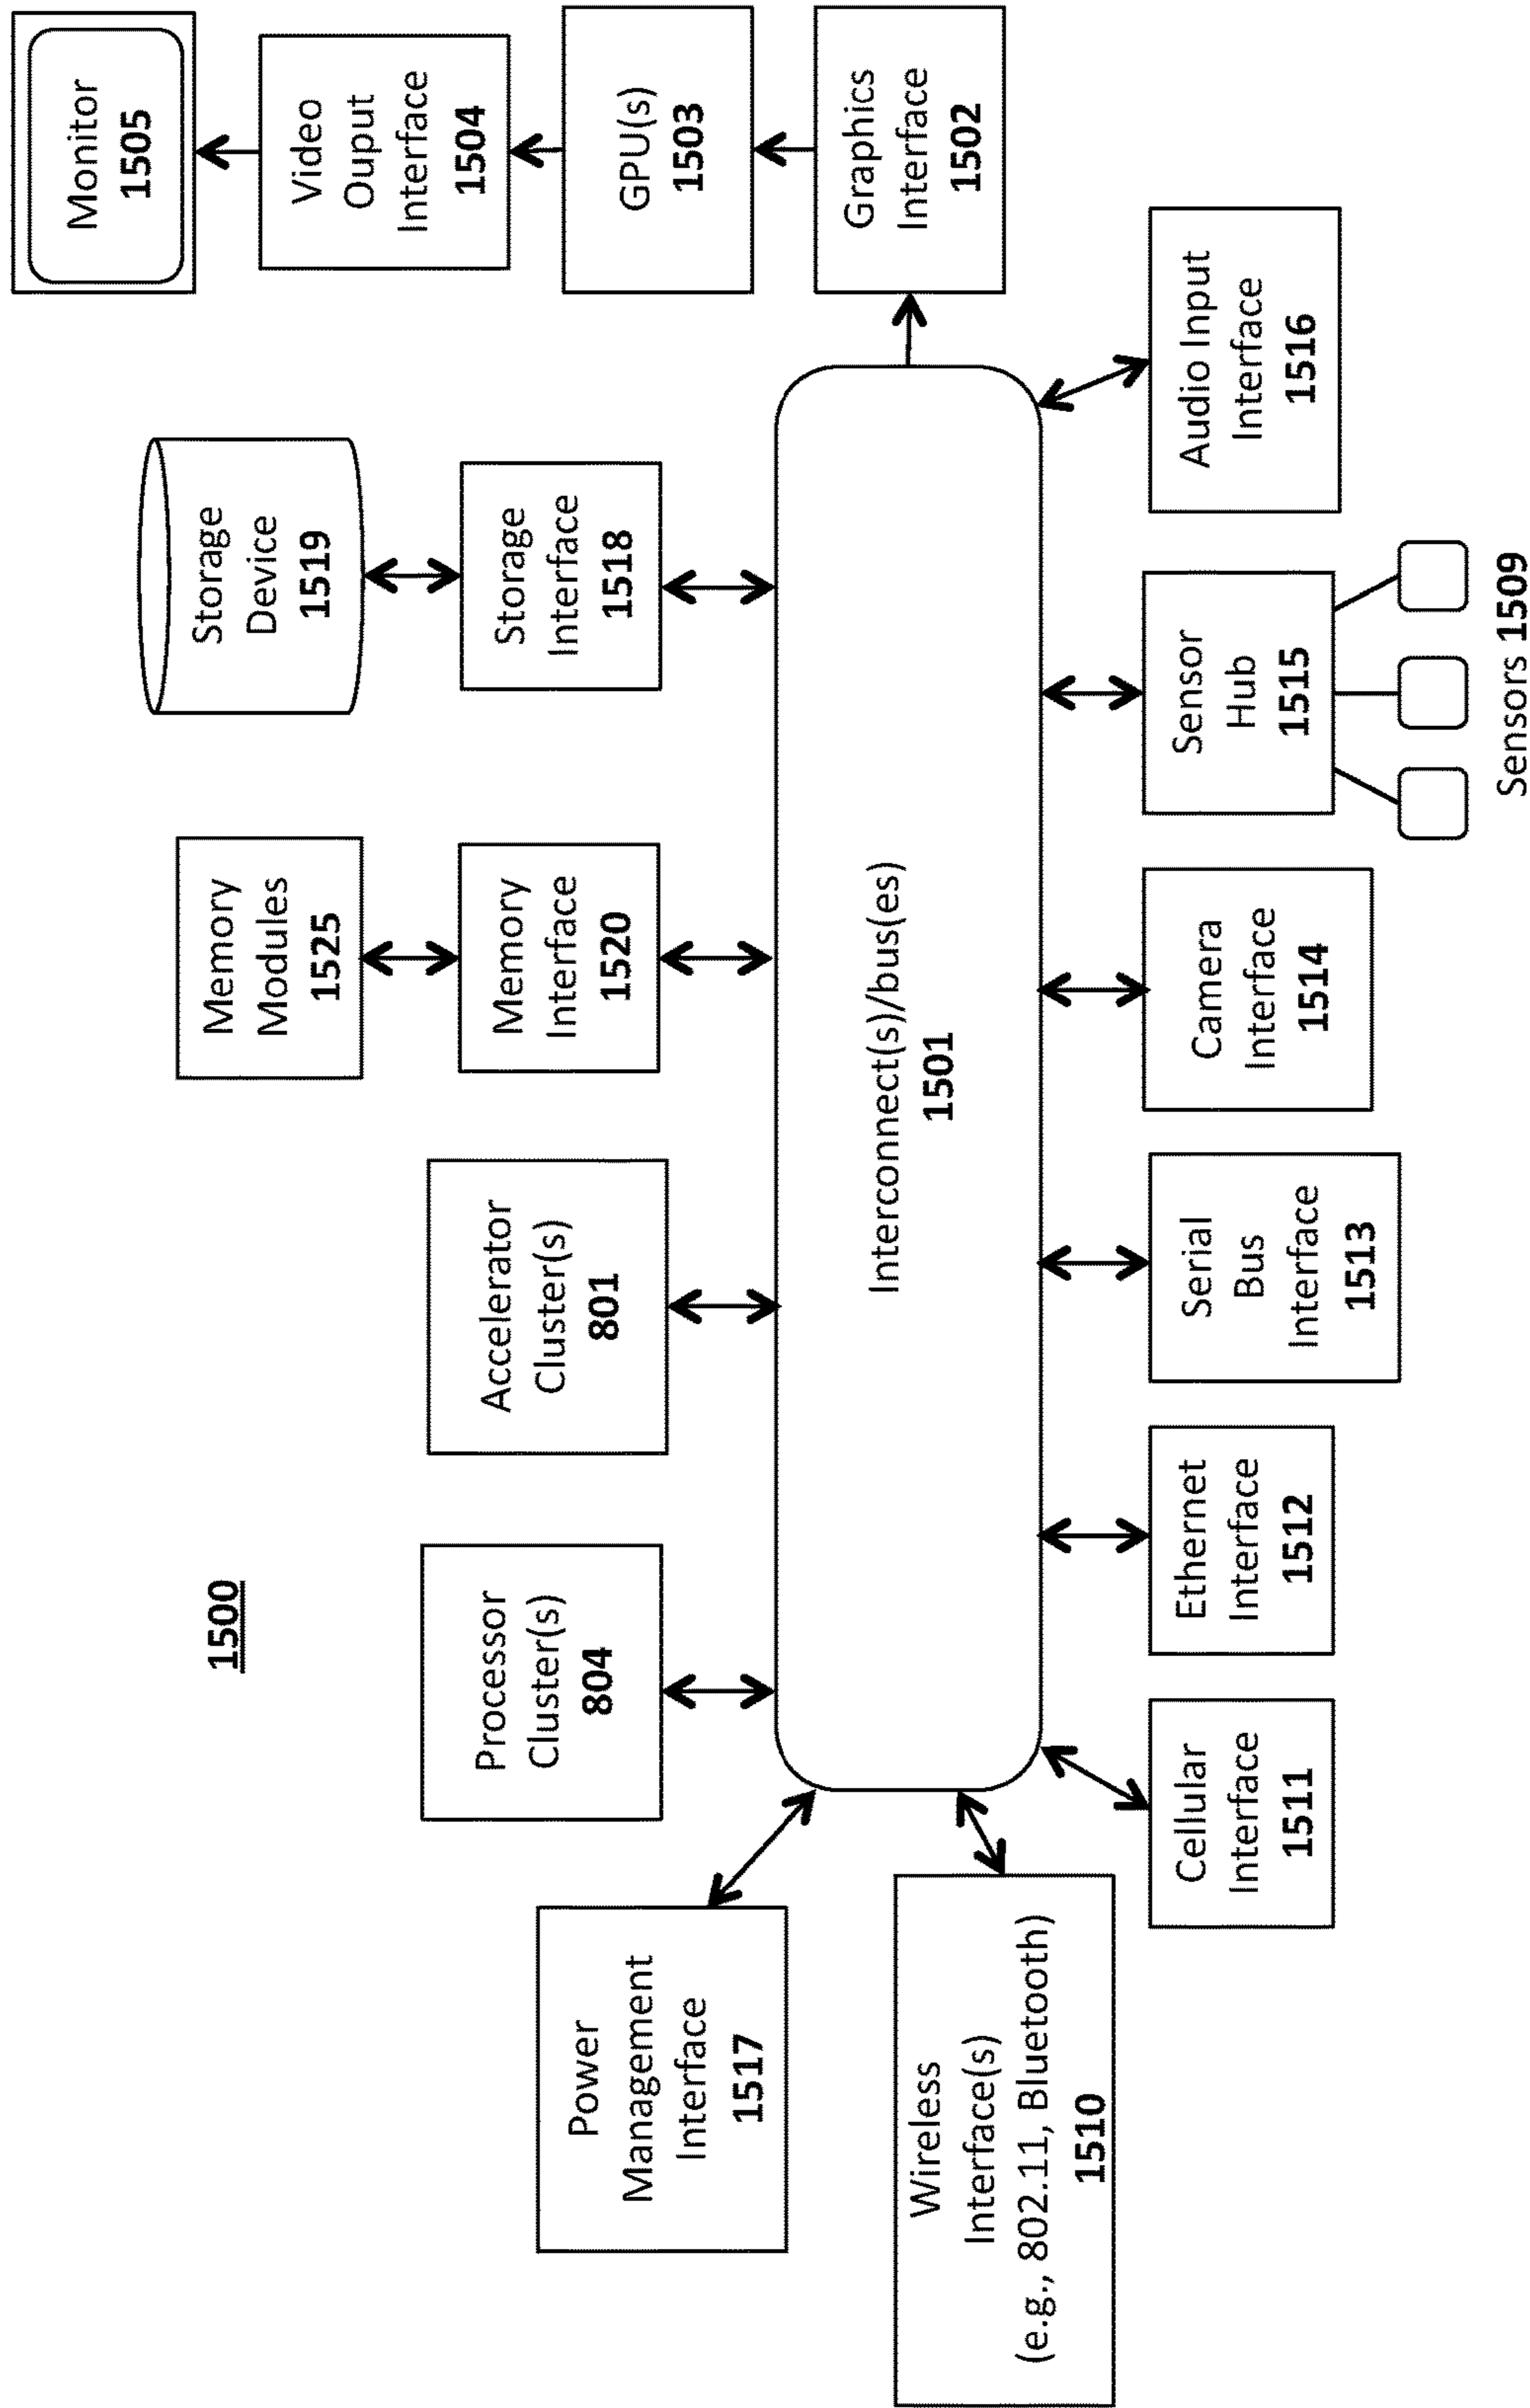 1500
Power
Management
Interface
1517
Processor
Cluster(s)
804
Accelerator
Cluster(s)
801
Memory
Modules
1525
Memory
Interface
1520
Storage
Device
1519
Storage
Interface
1518
Monitor
1505
Video
Ouput
Interface
1504
GPU(s)
1503
Graphics
Interface
1502
Interconnect(s)/bus(es)
1501
Wireless
Interface(s)
(e.g., 802.11, Bluetooth)
1510
Cellular
Interface
1511
Ethernet
Interface
1512
Serial
Bus
Interface
1513
Camera
Interface
1514
Sensor
Hub
1515
Sensors 1509
Audio Input
Interface
1516